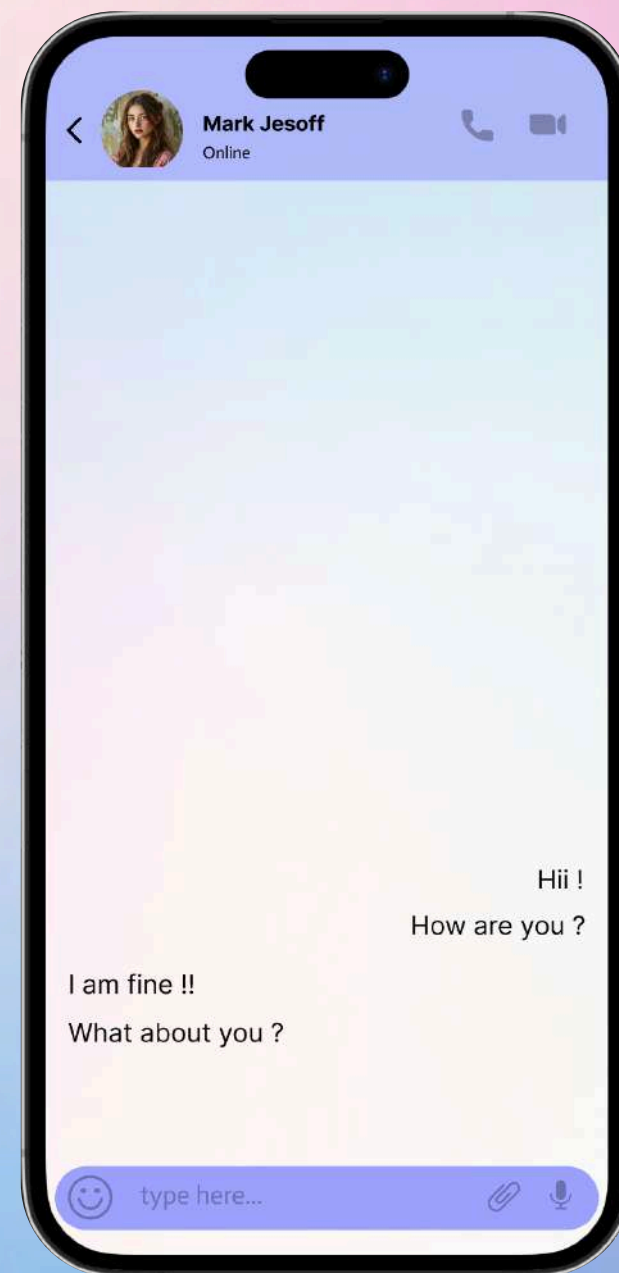 Mark Jesoff
Online
Hii !
How are you ?
I am fine !!
What about you ?
type here...